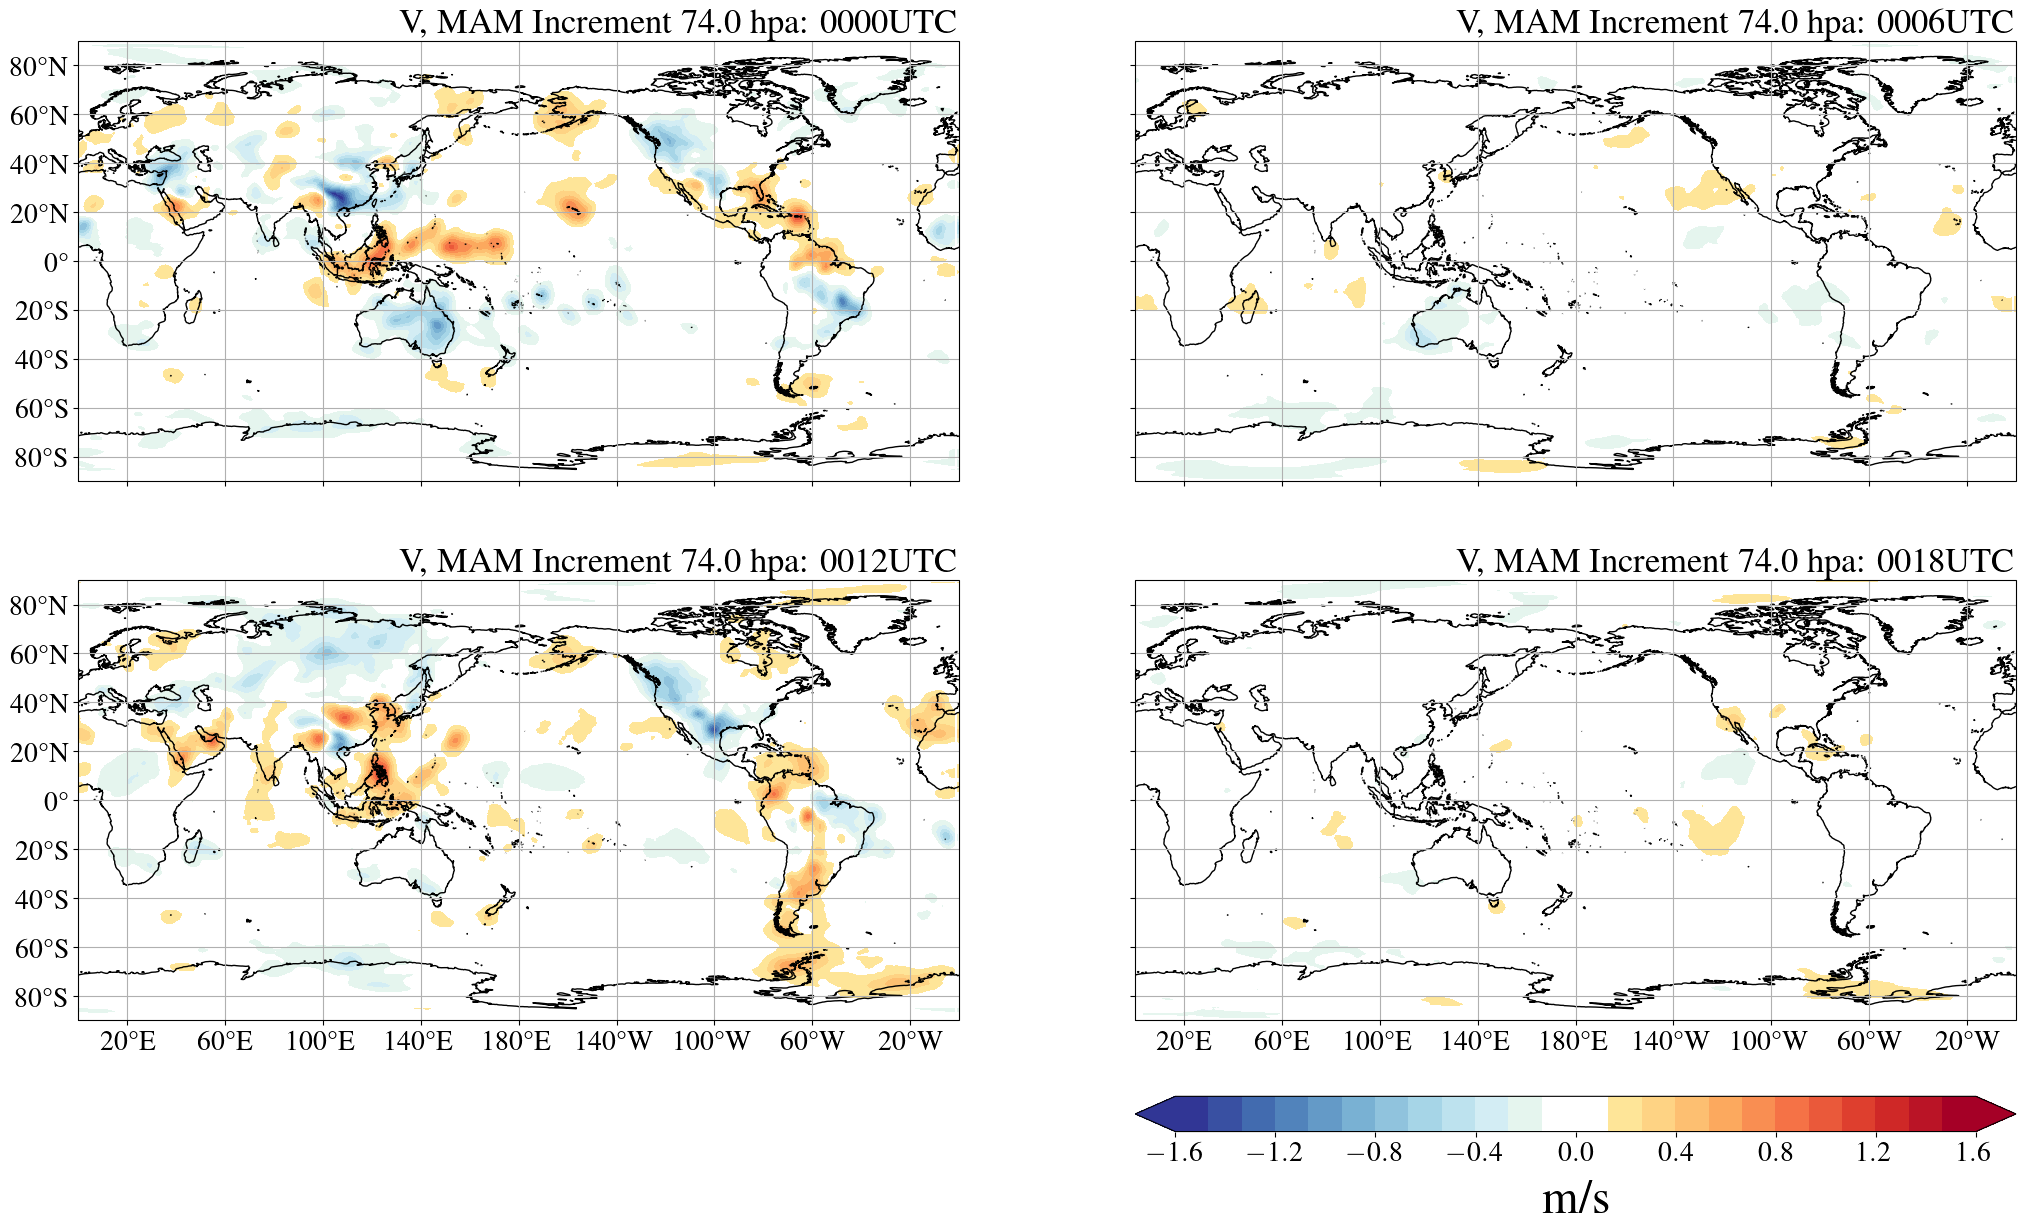 V, MAM Increment 74.0 hpa: 0000UTC
V, MAM Increment 74.0 hpa: 0006UTC
80°N
60°N
40°N
20°N
0°
20°S
40°S
60°S
80°S
V, MAM Increment 74.0 hpa: 0012UTC
V, MAM Increment 74.0 hpa: 0018UTC
80°N
60°N
40°N
20°N
0°
20°S
40°S
60°S
80°S
20°E 60°E 100°E 140°E 180°E 140°W 100°W 60°W 20°W
20°E 60°E 100°E 140°E 180°E 140°W 100°W 60°W 20°W
−1.6 −1.2 −0.8 −0.4 0.0 0.4 0.8 1.2 1.6
m/s